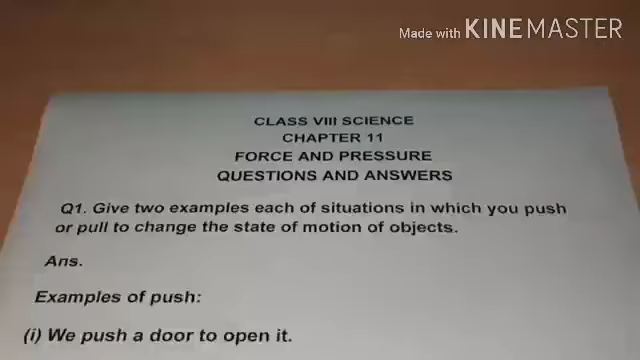 Made with KINEMASTER
CLASS VIII SCIENCE
CHAPTER 11
FORCE AND PRESSURE
QUESTIONS AND ANSWERS
Q1. Give two examples each of situations in which you push
or pull to change the state of motion of objects.
Ans.
Examples of push:
(i) We push a door to open it.